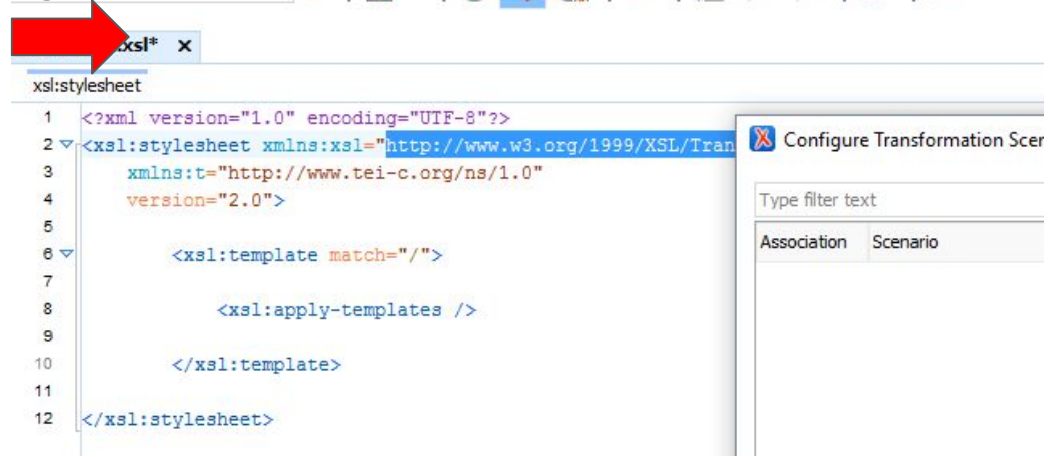 .xsl* X
xsl:stylesheet
1 <?xml version="1.0" encoding="UTF-8"?>
2 <xsl:stylesheet xmlns:xsl="http://www.w3.org/1999/XSL/Tran
3 xmlns:t="http://www.tei-c.org/ns/1.0"
4 version="2.0">
5
6 <xsl:template match="/">
7
8 <xsl:apply-templates />
9
10 </xsl:template>
11
12 </xsl:stylesheet>
Configure Transformation Scen
Type filter text
Association Scenario